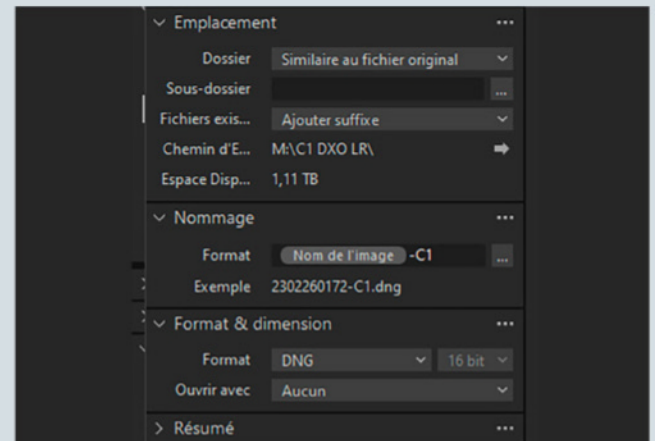 Emplacement
Dossier Similaire au fichier original
Sous-dossier ...
Fichiers exis... Ajouter suffixe
Chemin d'E... M:\C1 DXO LR\
Espace Disp... 1,11 TB
Nommage
Format Nom de l'image -C1 ...
Exemple 2302260172-C1.dng
Format & dimension
Format DNG 16 bit
Ouvrir avec Aucun
Résumé